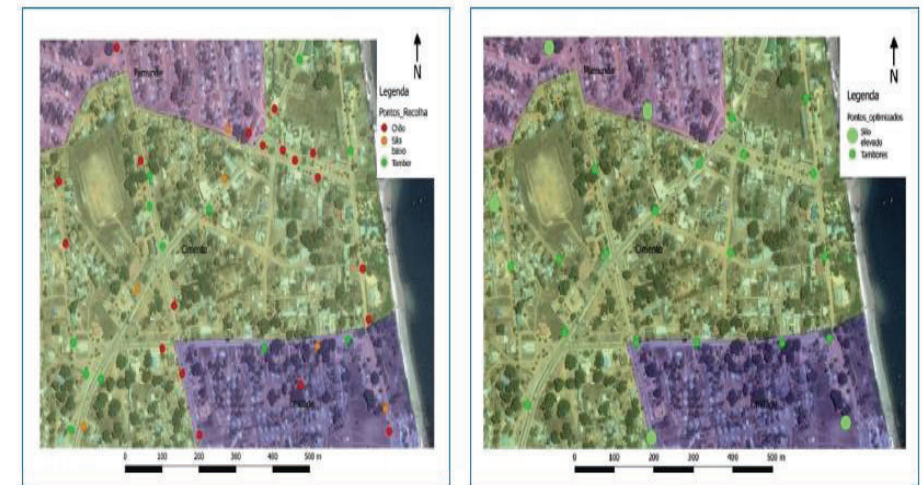 N
Legenda
Pontos_Recolha
Chão
Silo
baixo
Tambor
Cimento
0 100 200 300 400 500 m
N
Legenda
Pontos_optimizados
Silo
elevado
Tambores
Cimento
0 100 200 300 400 500 m